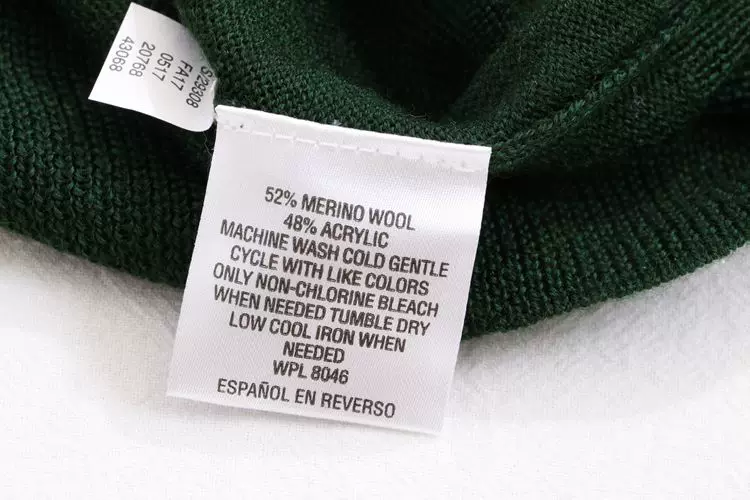 S/29308
FA17
0517
20768
43068
52% MERINO WOOL
48% ACRYLIC
MACHINE WASH COLD GENTLE
CYCLE WITH LIKE COLORS
ONLY NON-CHLORINE BLEACH
WHEN NEEDED TUMBLE DRY
LOW COOL IRON WHEN
NEEDED
WPL 8046
ESPAÑOL EN REVERSO